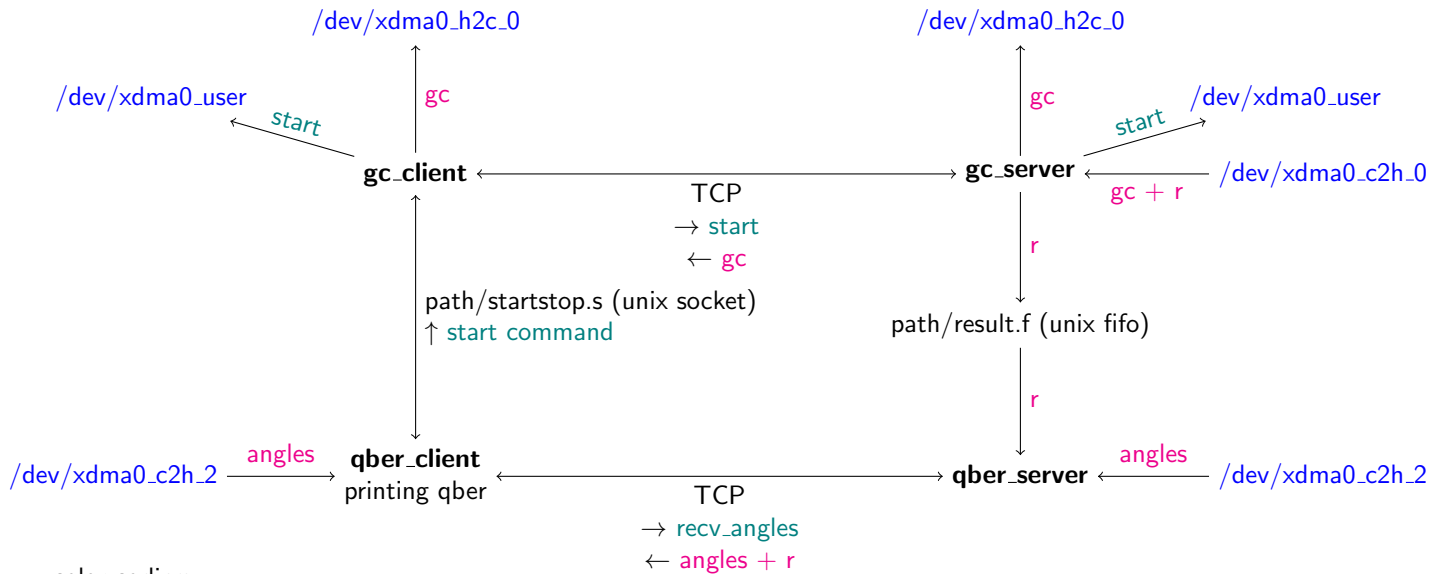 /dev/xdma0_h2c_0
/dev/xdma0_h2c_0
/dev/xdma0_user
gc
gc
/dev/xdma0_user
start
start
gc_client
gc_server
/dev/xdma0_c2h_0
TCP
gc + r
→ start
← gc
r
path/startstop.s (unix socket)
↑ start command
path/result.f (unix fifo)
r
/dev/xdma0_c2h_2
angles
qber_client
printing qber
qber_server
angles
/dev/xdma0_c2h_2
TCP
→ recv_angles
← angles + r